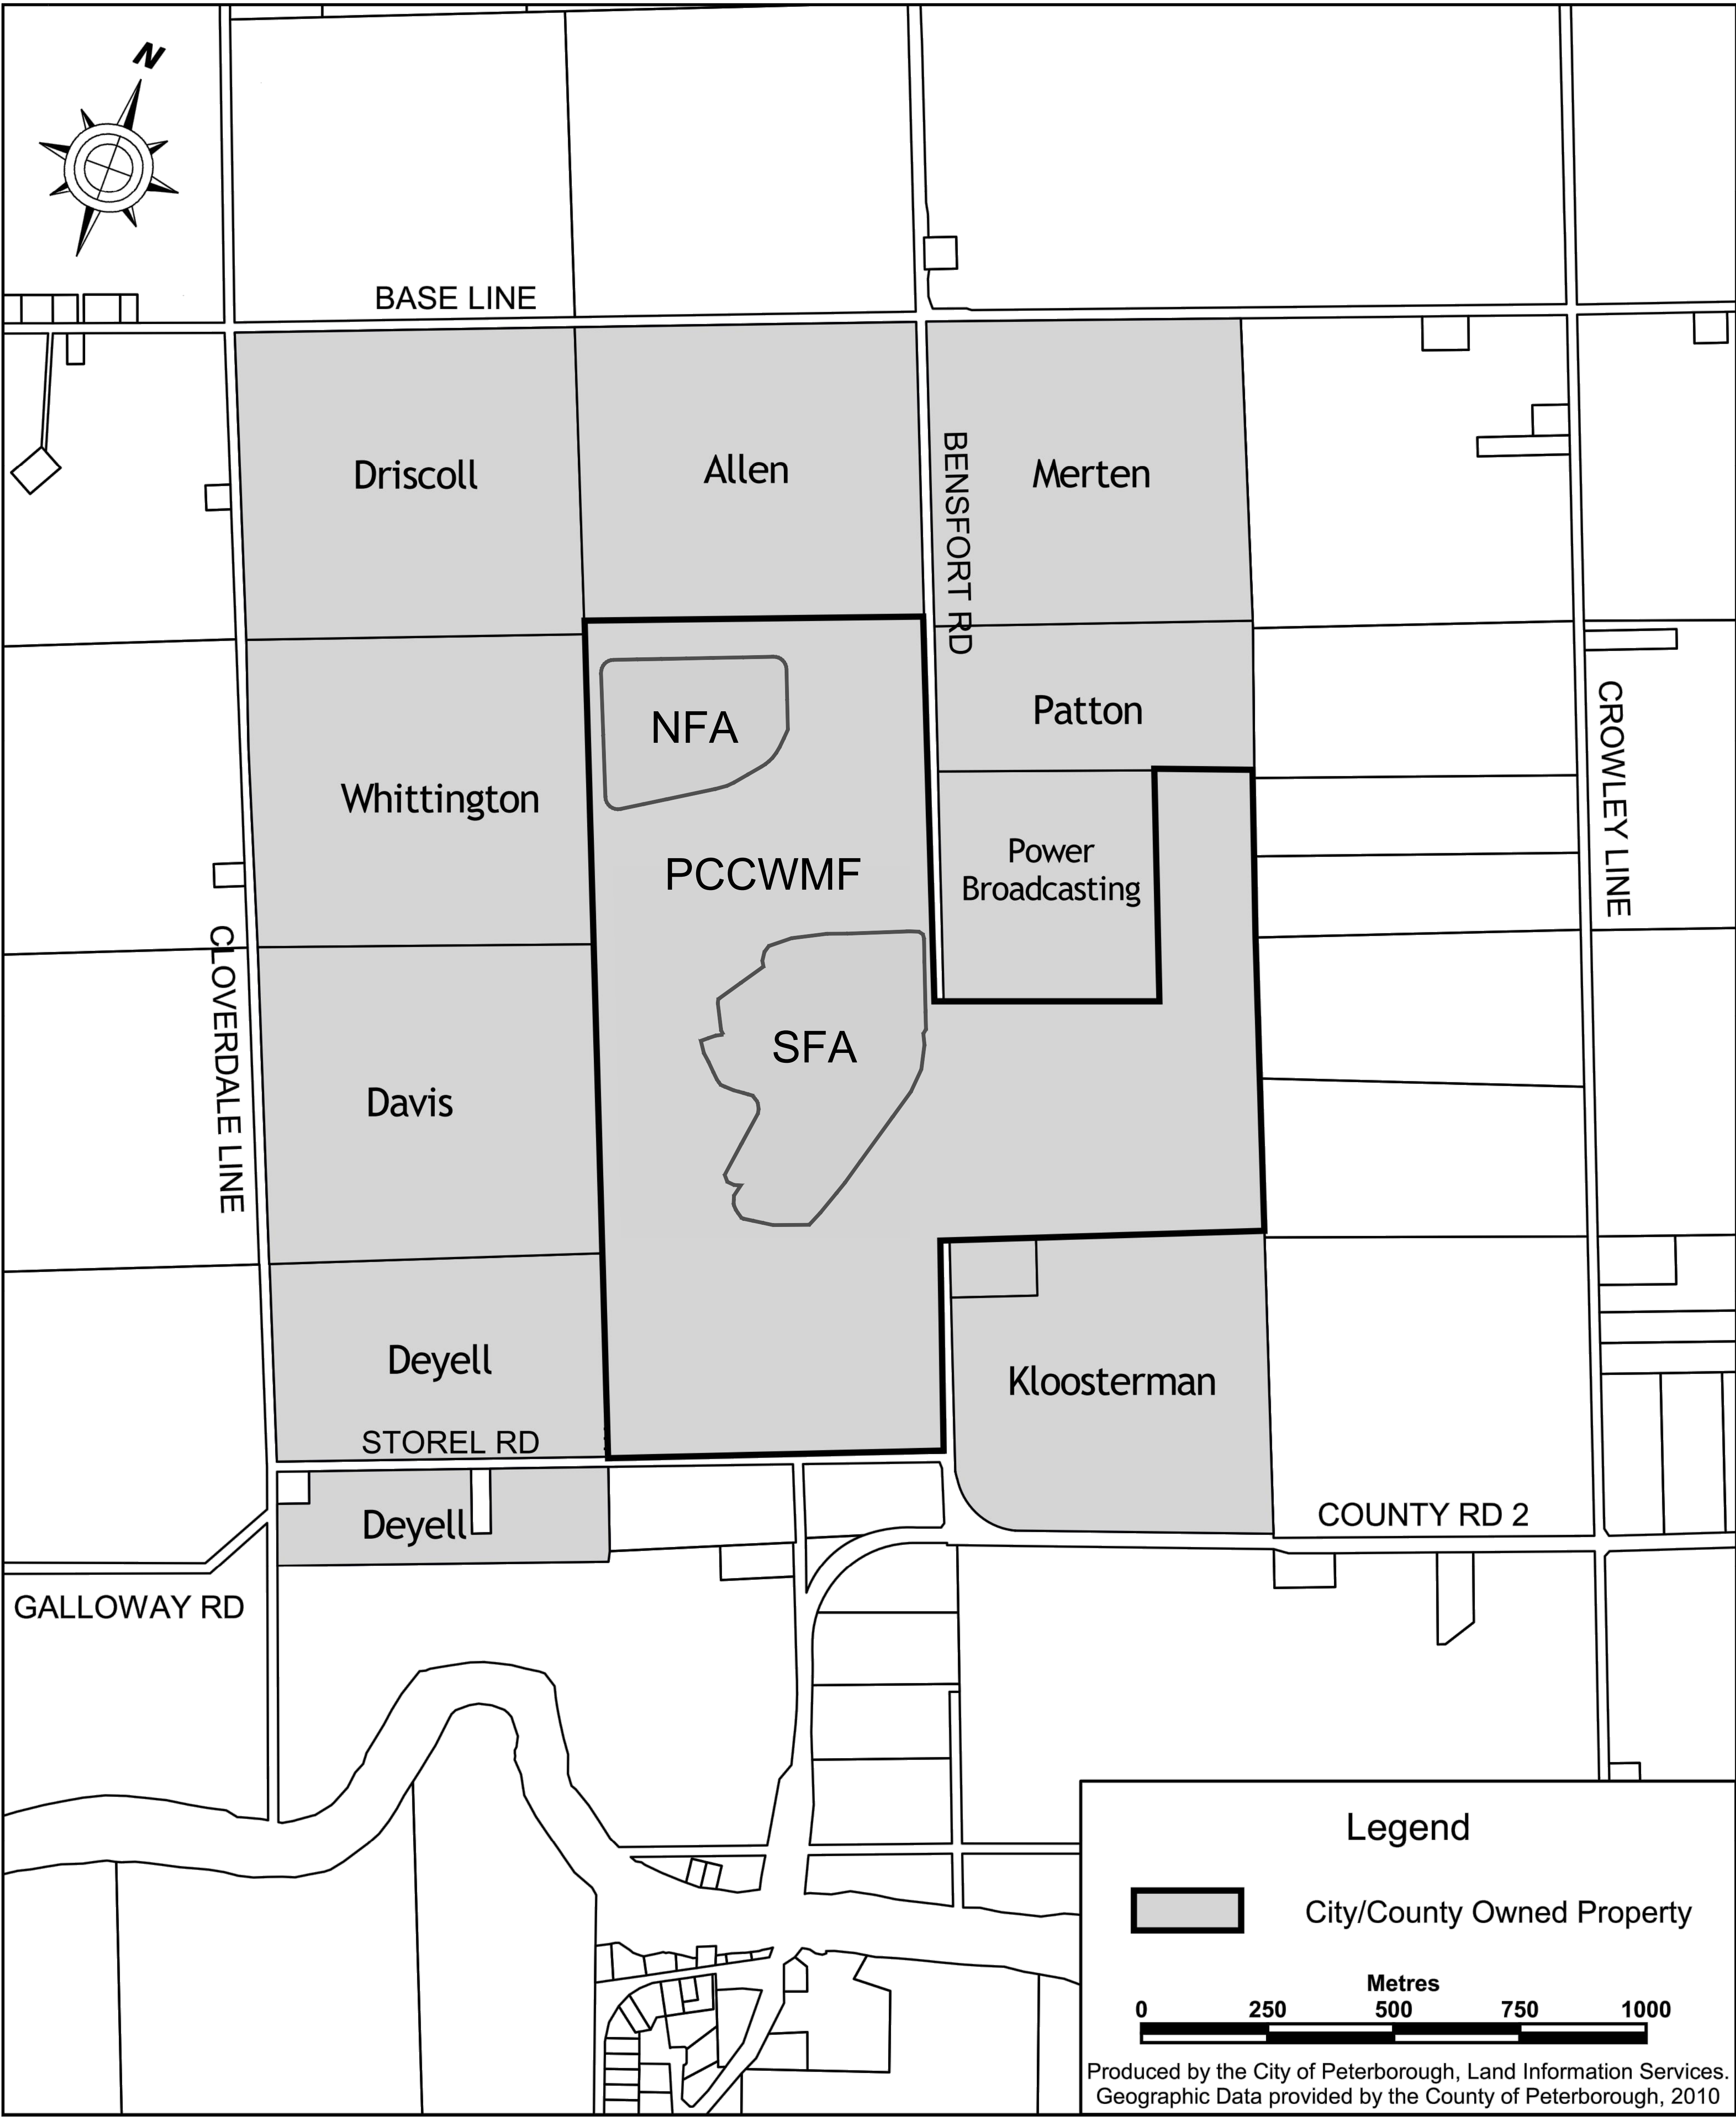 N
BASE LINE
Driscoll
Allen
BENSFORT RD
Merten
NFA
Patton
CROWLEY LINE
Whittington
PCCWMF
Power
Broadcasting
CLOVERDALE LINE
SFA
Davis
Deyell
Kloosterman
STOREL RD
Deyell
COUNTY RD 2
GALLOWAY RD
Legend
City/County Owned Property
Metres
0 250 500 750 1000
Produced by the City of Peterborough, Land Information Services.
Geographic Data provided by the County of Peterborough, 2010